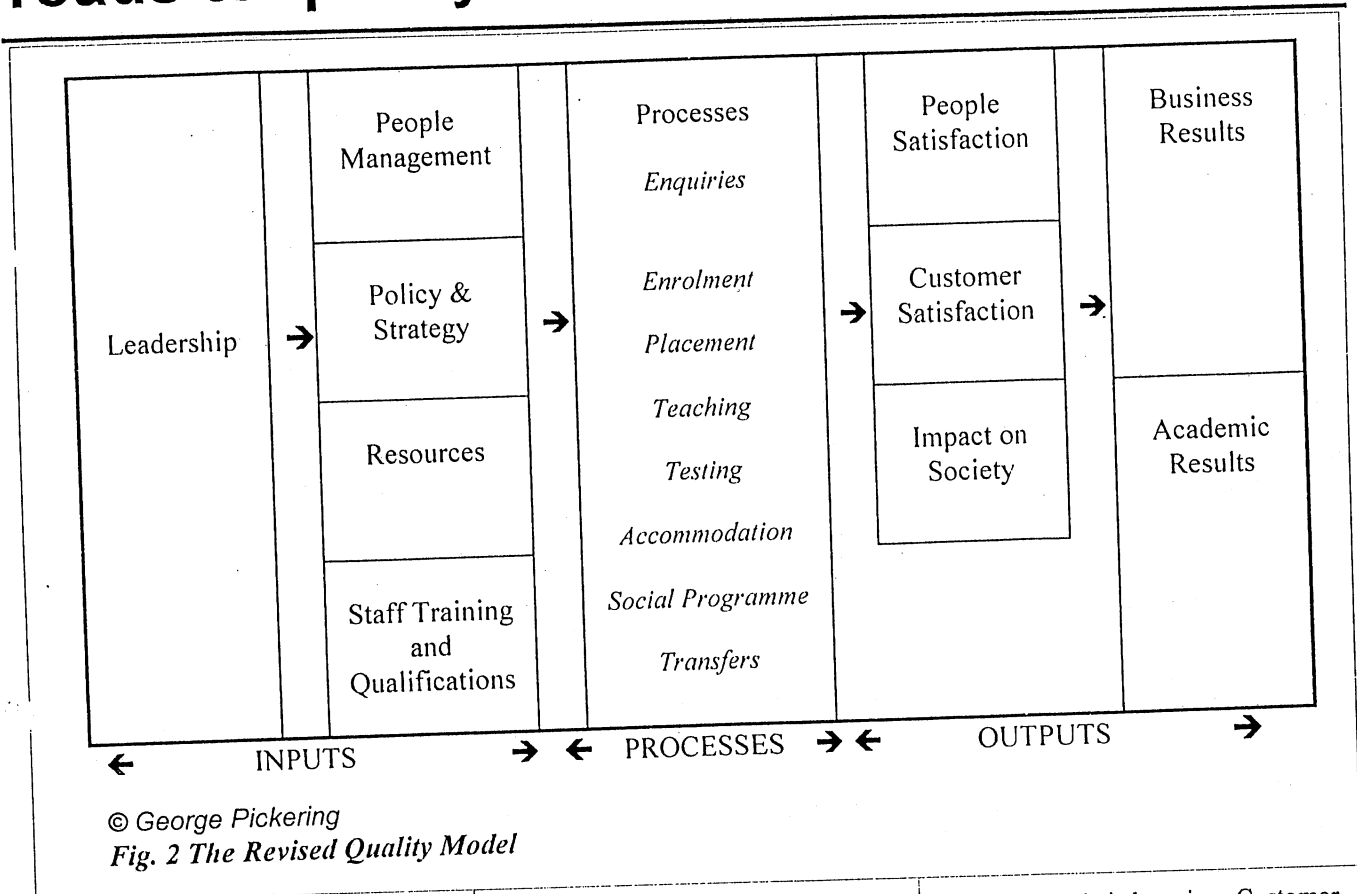 Leadership
People
Management
Policy &
Strategy
Resources
Staff Training
and
Qualifications
Processes
Enquiries
Enrolment
Placement
Teaching
Testing
Accommodation
Social Programme
Transfers
People
Satisfaction
Customer
Satisfaction
Impact on
Society
Business
Results
Academic
Results
INPUTS
PROCESSES
OUTPUTS
© George Pickering
Fig. 2 The Revised Quality Model
Customer